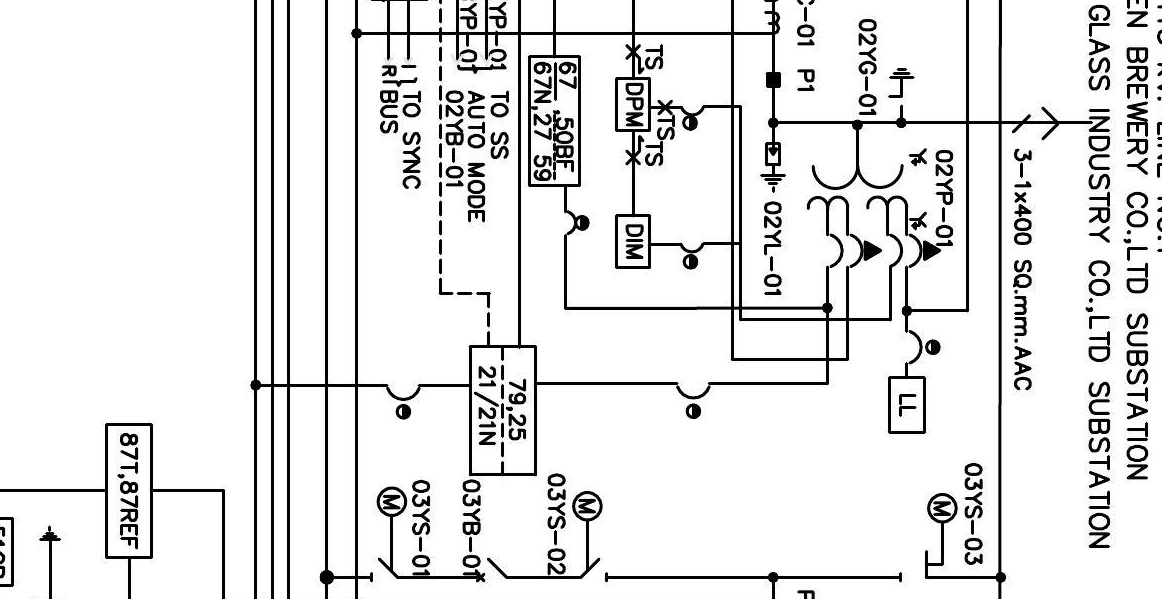 EN BREWERY CO.,LTD SUBSTATION
GLASS INDUSTRY CO.,LTD SUBSTATION
3-1x400 SQ.mm.AAC
02YP-01
02YG-01
C-01 P1
02YL-01
LL
TS
DPM
TS
TS
DIM
67 ,50BF
67N,27 59
YP-01 TO SS
YP-01 AUTO MODE
02YB-01
TO SYNC
BUS
79,25
21/21N
87T,87REF
03YS-01
03YB-01
03YS-02
03YS-03
M
M
M